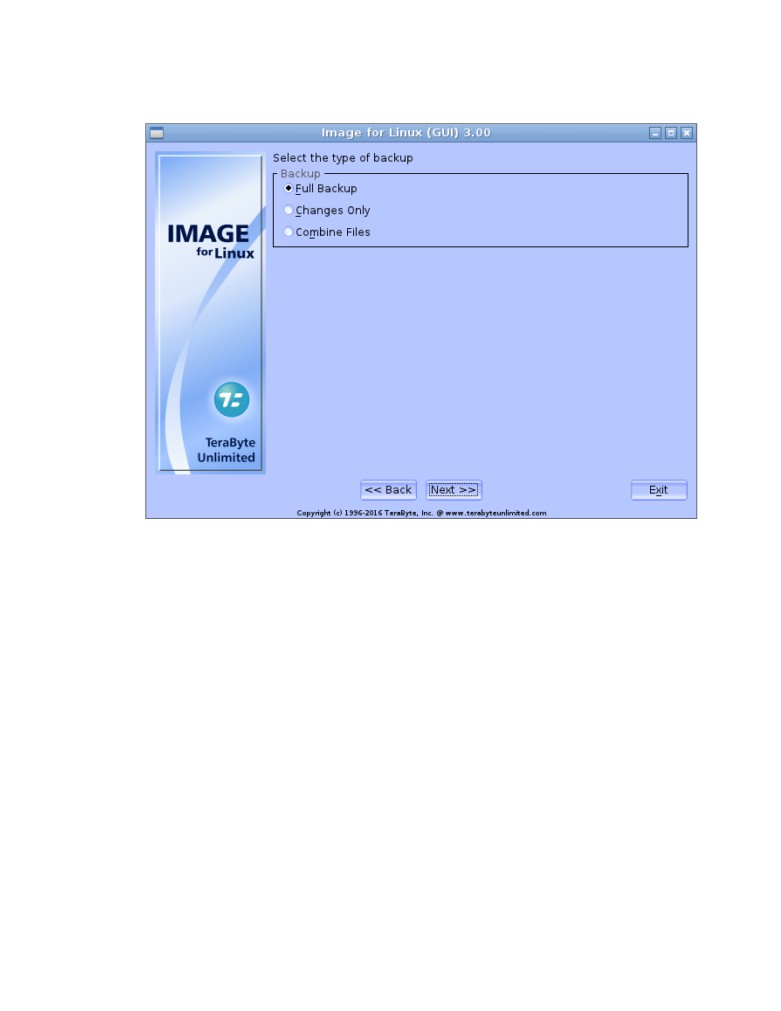 Image for Linux (GUI) 3.00
Select the type of backup
Backup
Full Backup
Changes Only
Combine Files
IMAGE
for Linux
TeraByte
Unlimited
<< Back
Next >>
Exit
Copyright (c) 1996-2016 TeraByte, Inc. @ www.terabyteunlimited.com